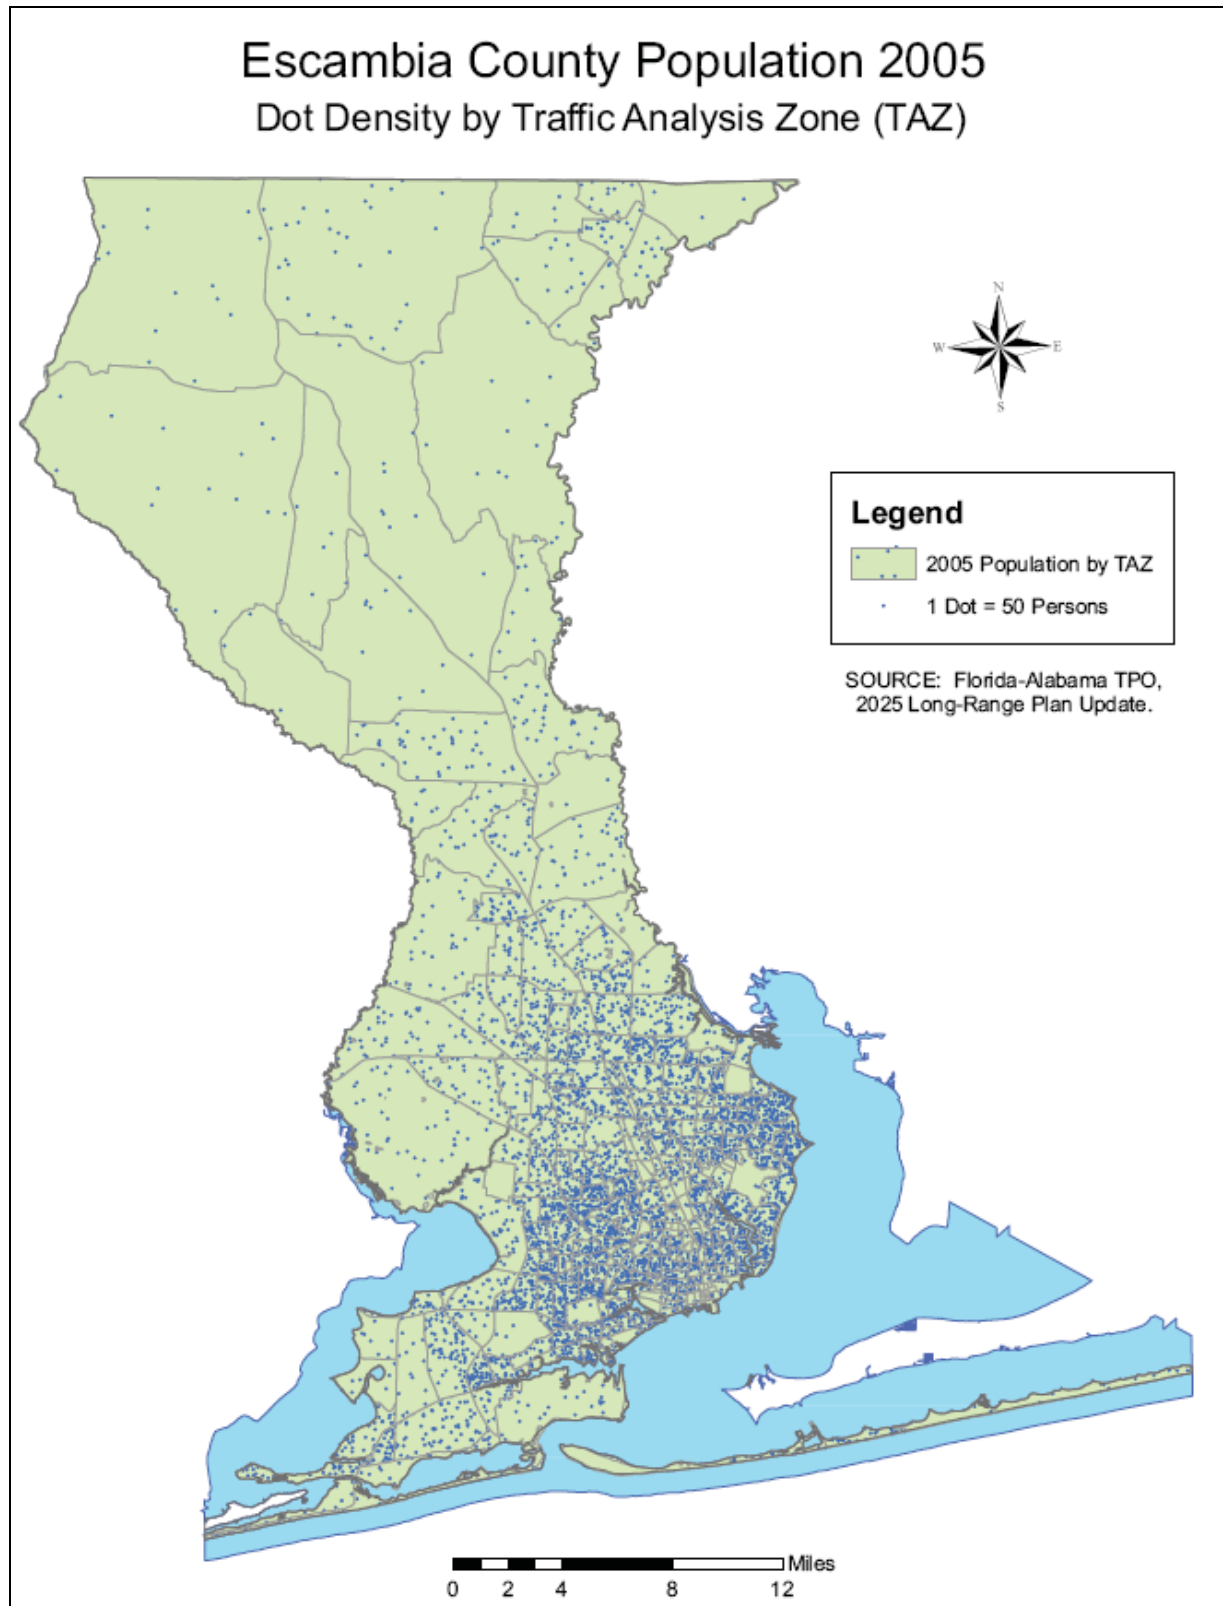 Escambia County Population 2005
Dot Density by Traffic Analysis Zone (TAZ)
N
W
E
S
Legend
2005 Population by TAZ
1 Dot = 50 Persons
SOURCE: Florida-Alabama TPO,
2025 Long-Range Plan Update.
Miles
0 2 4 8 12